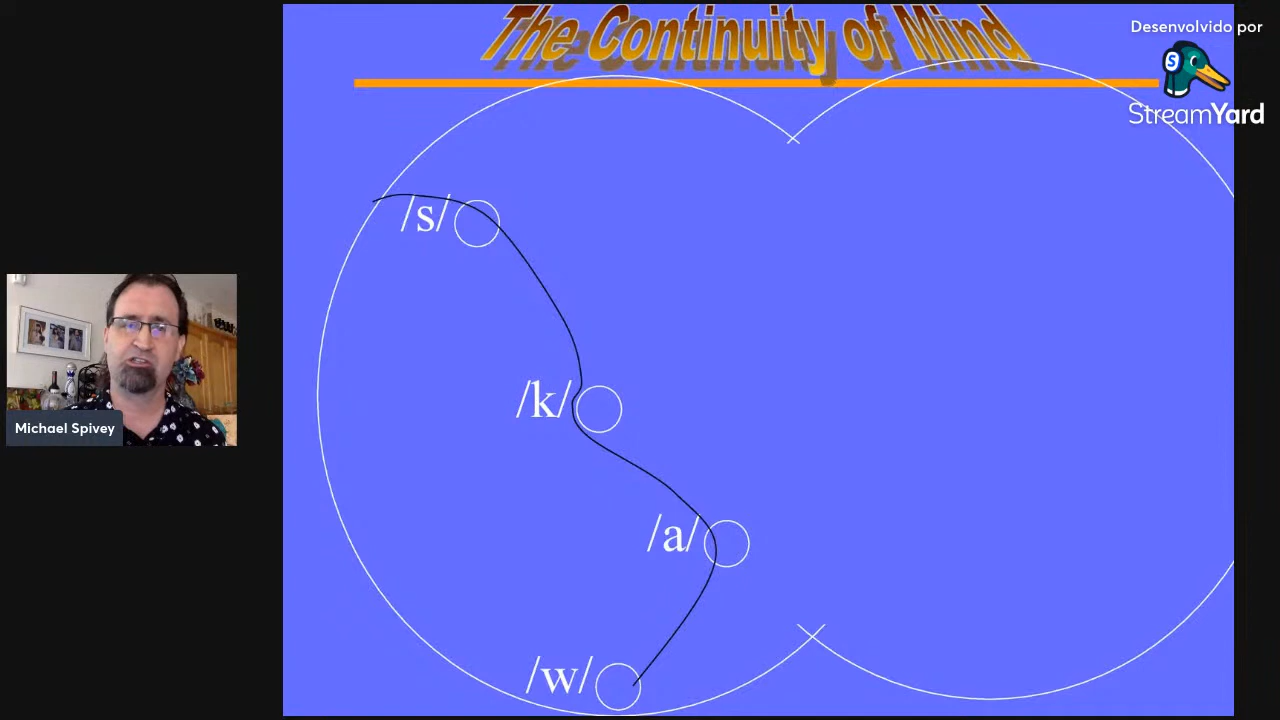 The Continuity of Mind
Desenvolvido por
StreamYard
/s/
/k/
/a/
/w/
Michael Spivey